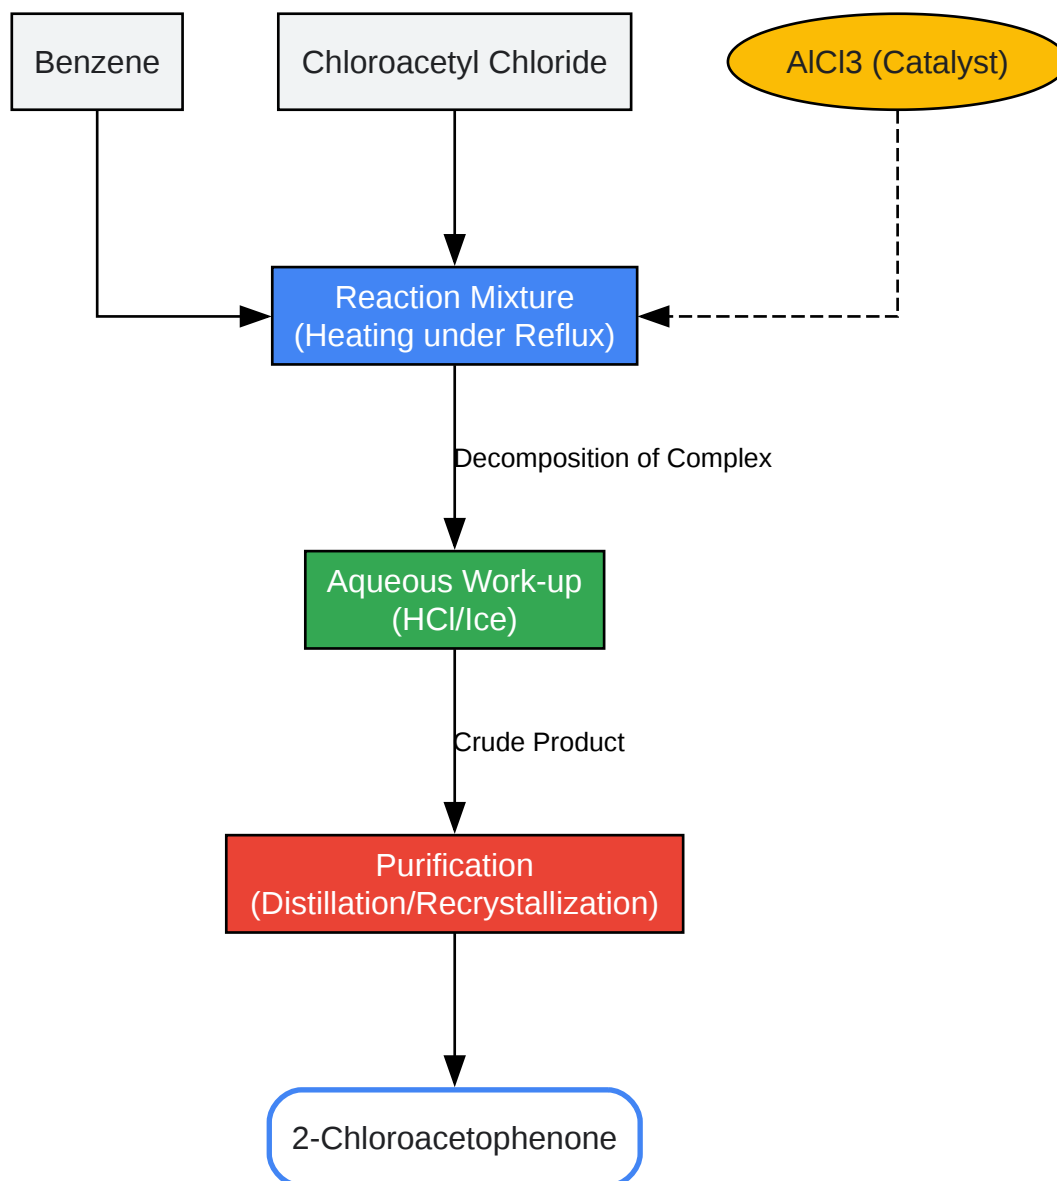 Benzene
Chloroacetyl Chloride
AlCl3 (Catalyst)
Reaction Mixture
(Heating under Reflux)
Decomposition of Complex
Aqueous Work-up
(HCl/Ice)
Crude Product
Purification
(Distillation/Recrystallization)
2-Chloroacetophenone